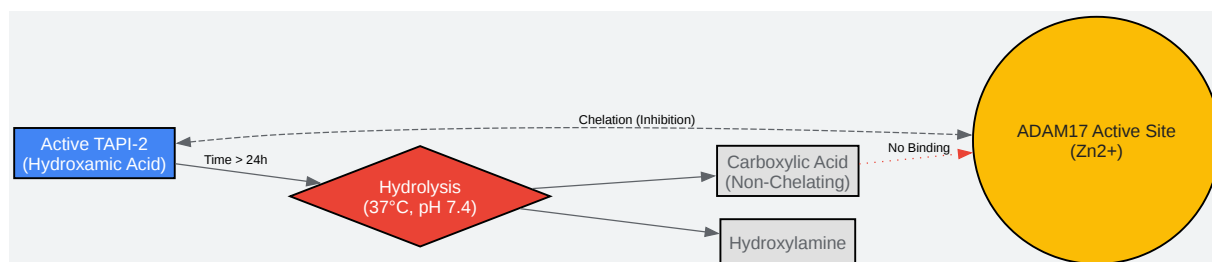 Active TAPI-2
(Hydroxamic Acid)
Time > 24h
Hydrolysis
(37°C, pH 7.4)
Chelation (Inhibition)
Carboxylic Acid
(Non-Chelating)
No Binding
Hydroxylamine
ADAM17 Active Site
(Zn2+)